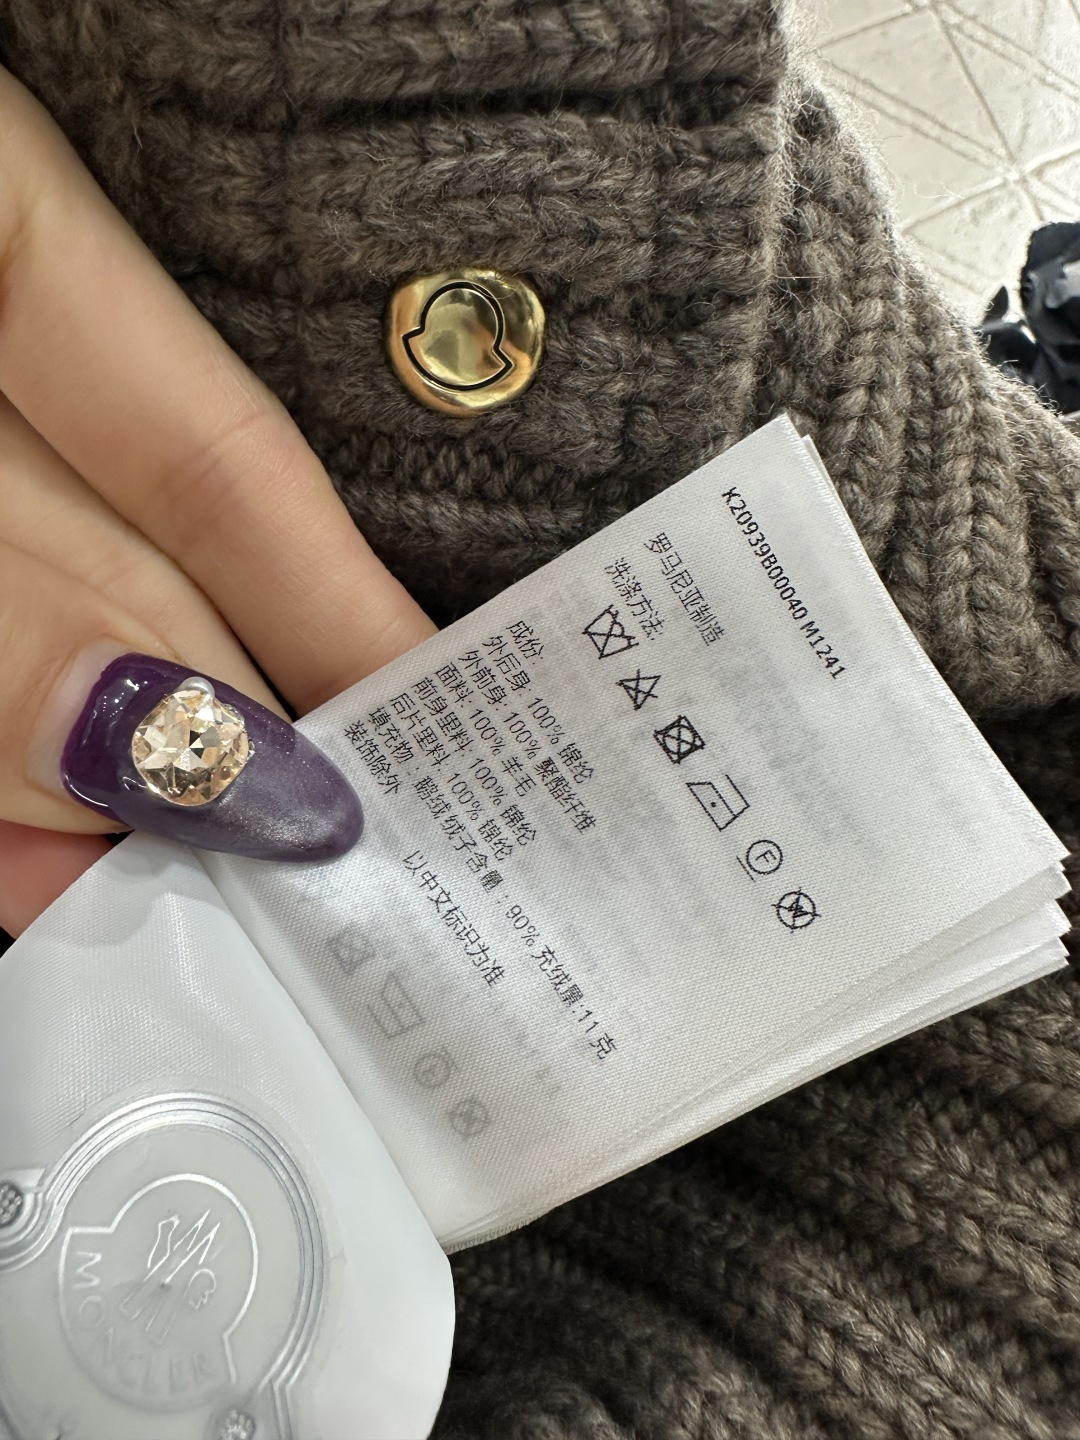 K20939B00040 M1241
罗马尼亚制造
洗涤方法:
F
W
成份:
外后身: 100% 锦纶
外前身: 100% 聚酯纤维
面料: 100% 羊毛
前身里料: 100% 锦纶
后片里料: 100% 锦纶
填充物: 鹅绒 绒子含量: 90% 充绒量:11 克
装饰除外
以中文标识为准
MONCLER